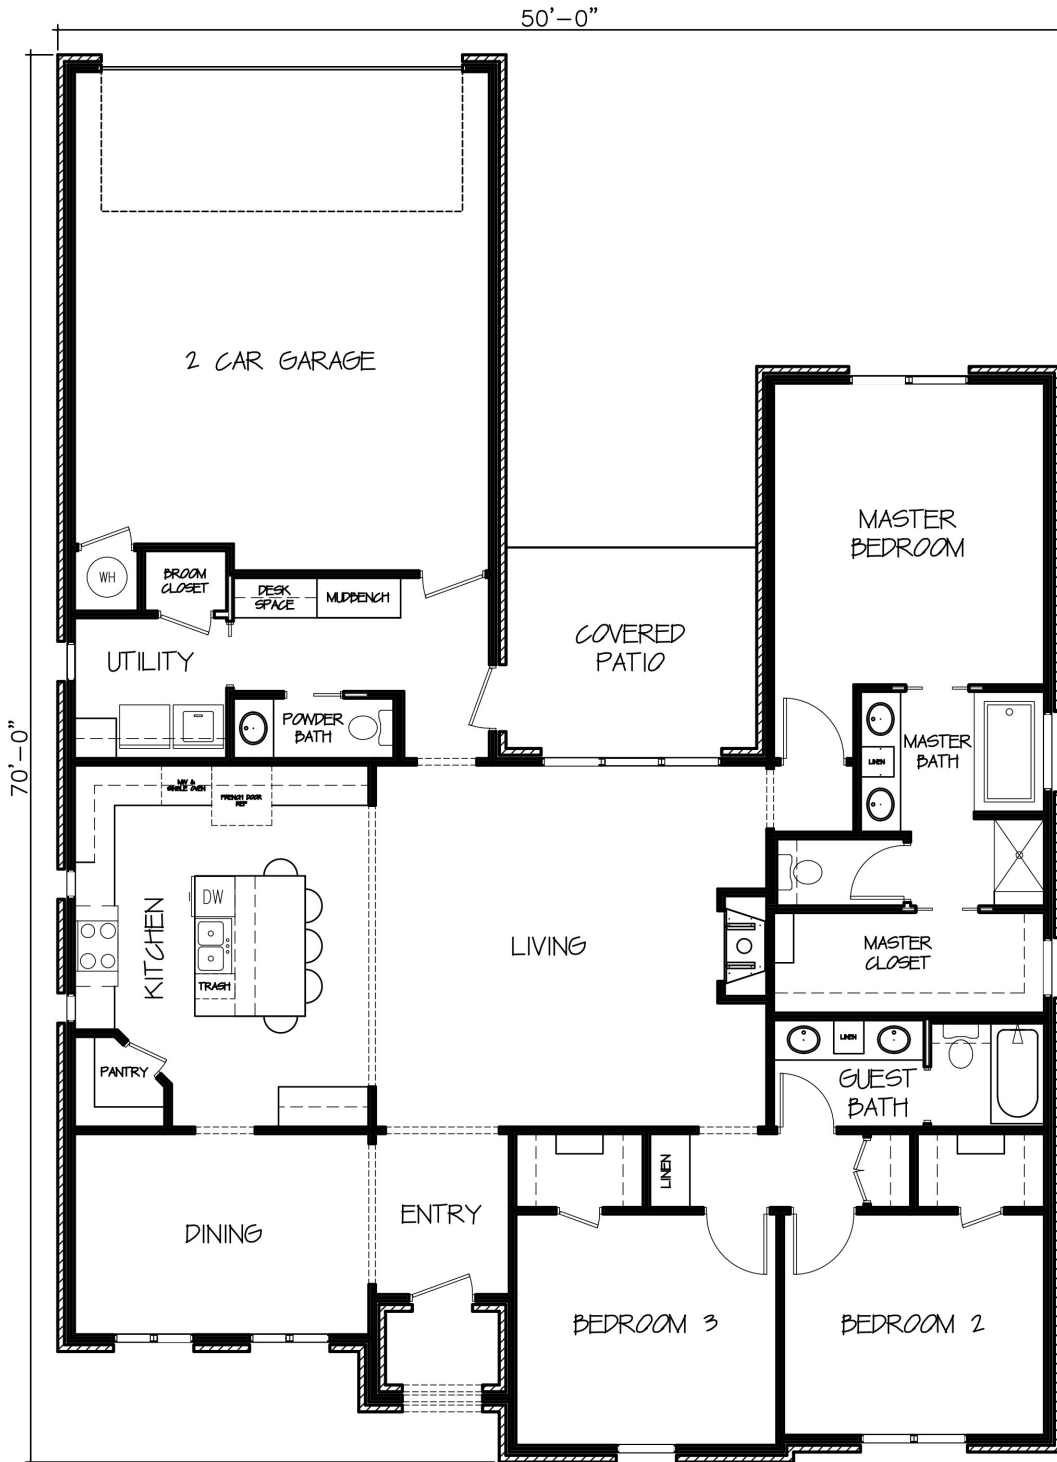 50'-0"
70'-0"
2 CAR GARAGE
MASTER
BEDROOM
WH
BROOM
CLOSET
DESK
SPACE
MUDBENCH
COVERED
PATIO
UTILITY
POWDER
BATH
MASTER
BATH
LINEN
MW &
SINGLE OVEN
FRENCH DOOR
REF
DW
KITCHEN
TRASH
LIVING
MASTER
CLOSET
PANTRY
LINEN
GUEST
BATH
LINEN
ENTRY
DINING
BEDROOM 3
BEDROOM 2